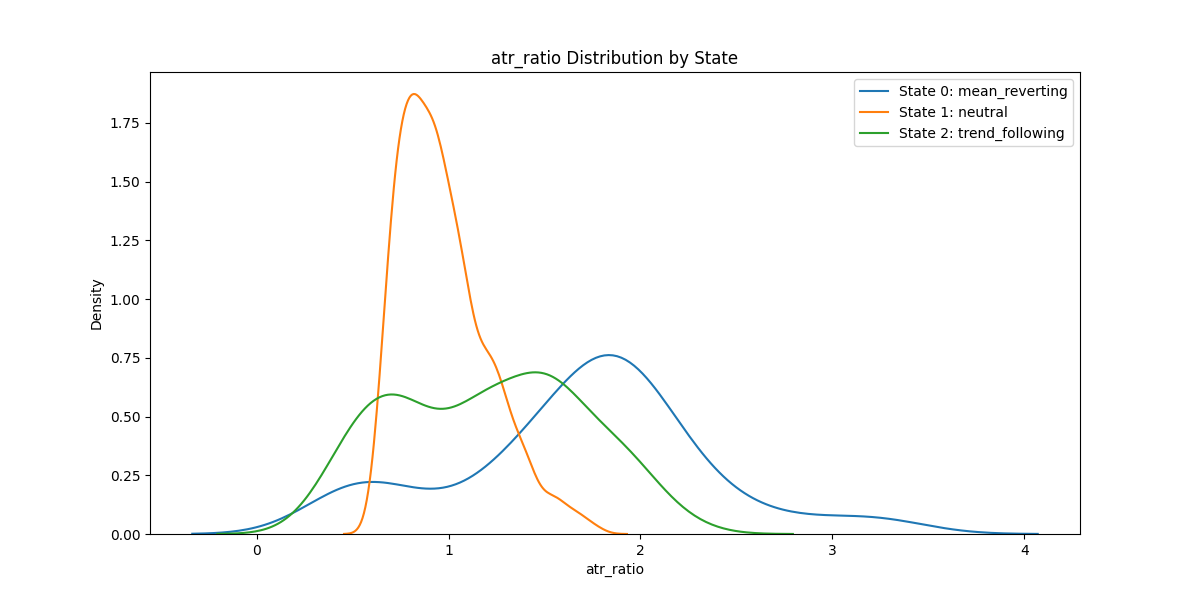 atr_ratio Distribution by State
State 0: mean_reverting
State 1: neutral
State 2: trend_following
1.75
1.50
1.25
1.00
0.75
0.50
0.25
0.00
Density
0 1 2 3 4
atr_ratio